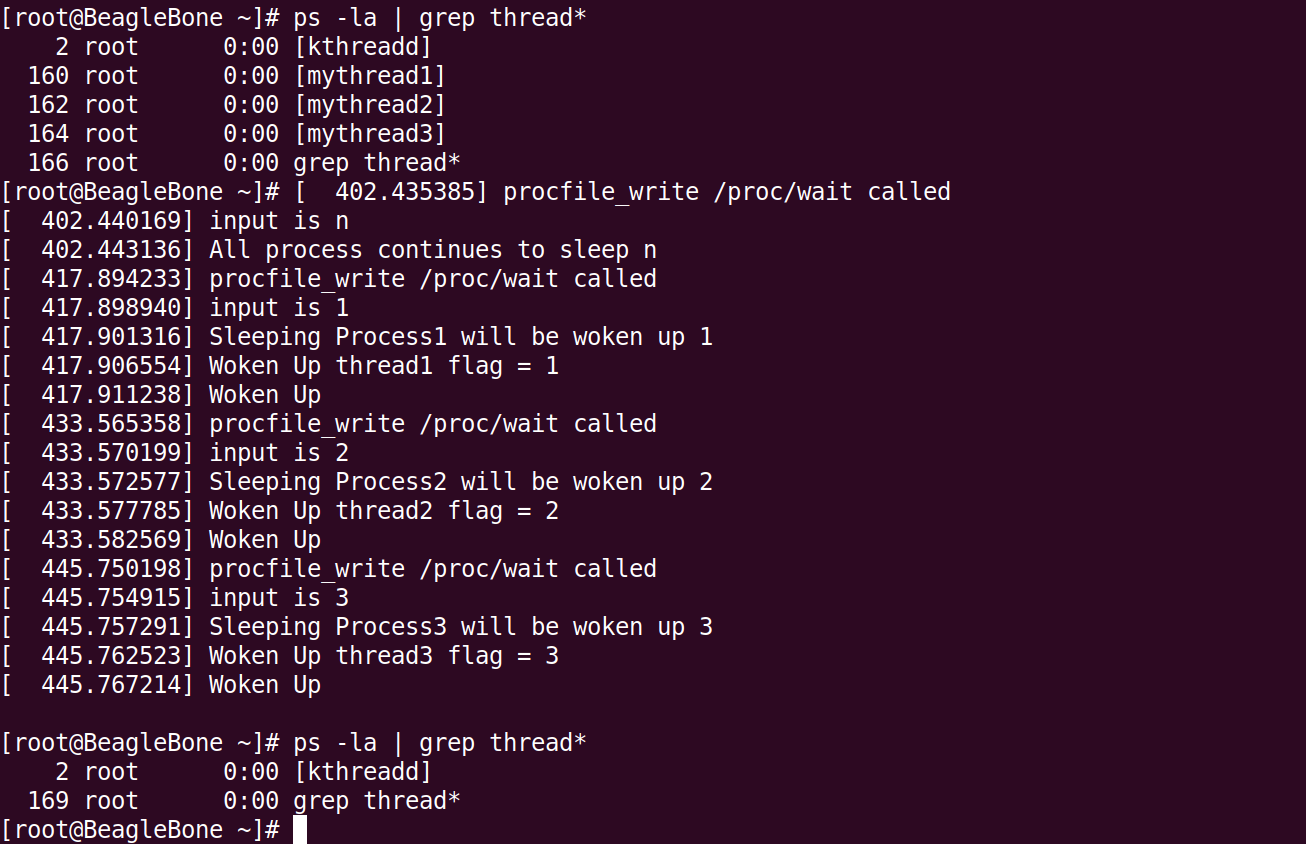 [root@BeagleBone ~]# ps -la | grep thread*
    2 root      0:00 [kthreadd]
  160 root      0:00 [mythread1]
  162 root      0:00 [mythread2]
  164 root      0:00 [mythread3]
  166 root      0:00 grep thread*
[root@BeagleBone ~]# [  402.435385] procfile_write /proc/wait called
[  402.440169] input is n
[  402.443136] All process continues to sleep n
[  417.894233] procfile_write /proc/wait called
[  417.898940] input is 1
[  417.901316] Sleeping Process1 will be woken up 1
[  417.906554] Woken Up thread1 flag = 1
[  417.911238] Woken Up
[  433.565358] procfile_write /proc/wait called
[  433.570199] input is 2
[  433.572577] Sleeping Process2 will be woken up 2
[  433.577785] Woken Up thread2 flag = 2
[  433.582569] Woken Up
[  445.750198] procfile_write /proc/wait called
[  445.754915] input is 3
[  445.757291] Sleeping Process3 will be woken up 3
[  445.762523] Woken Up thread3 flag = 3
[  445.767214] Woken Up

[root@BeagleBone ~]# ps -la | grep thread*
    2 root      0:00 [kthreadd]
  169 root      0:00 grep thread*
[root@BeagleBone ~]#